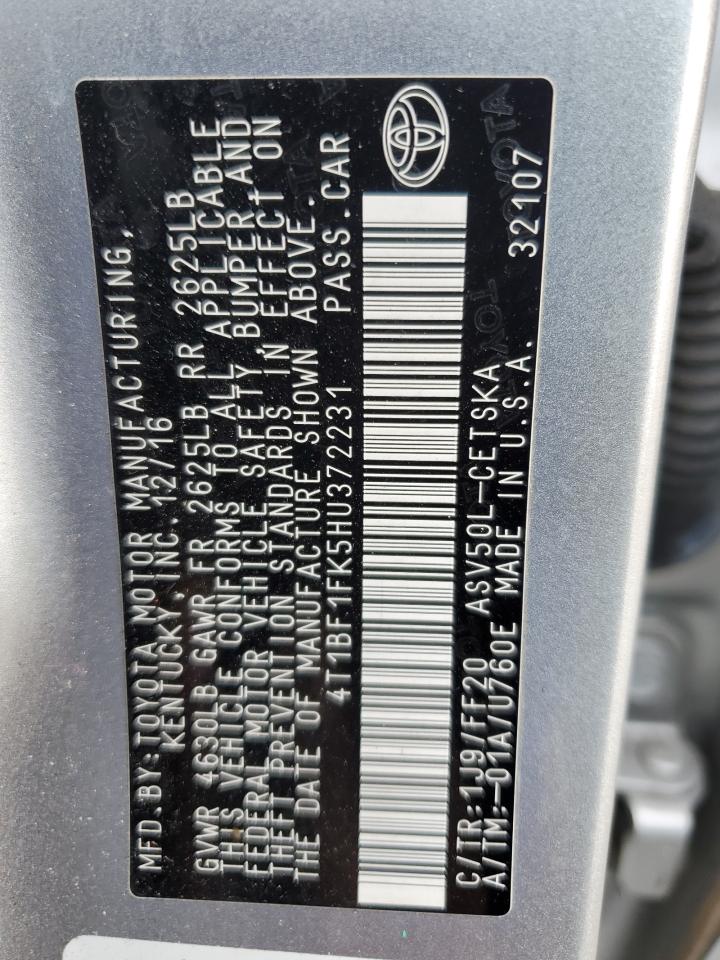 MFD.BY:TOYOTA MOTOR MANUFACTURING,
KENTUCKY, INC. 12/16
GVWR 4630LB GAWR FR 2625LB RR 2625LB
THIS VEHICLE CONFORMS TO ALL APPLICABLE
FEDERAL MOTOR VEHICLE SAFETY, BUMPER AND
THEFT PREVENTION STANDARDS IN EFFECT ON
THE DATE OF MANUFACTURE SHOWN ABOVE.
4T1BF1FK5HU372231 PASS.CAR
C/TR:1J9/FF20 ASV50L-CETSKA
A/TM:-01A/U760E MADE IN U.S.A. 32107